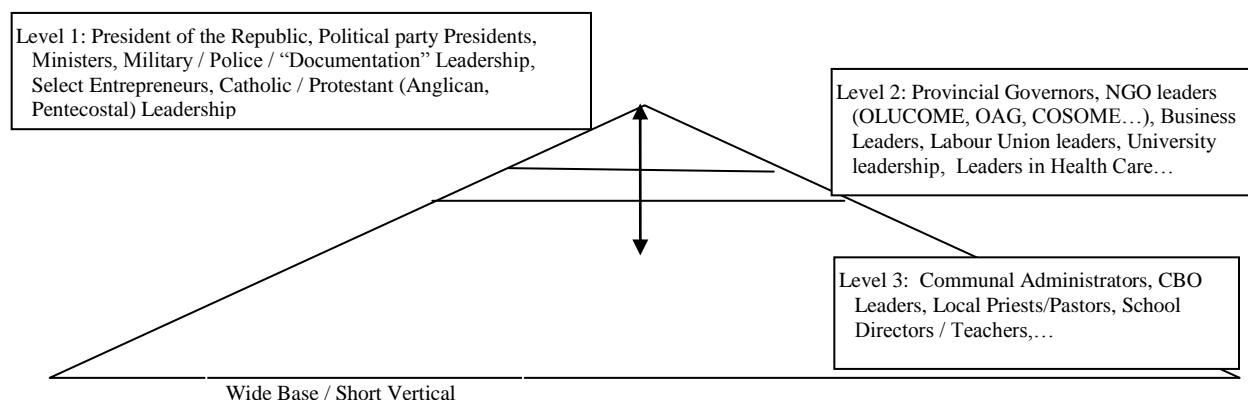 Level 1: President of the Republic, Political party Presidents,
Ministers, Military / Police / “Documentation” Leadership,
Select Entrepreneurs, Catholic / Protestant (Anglican,
Pentecostal) Leadership
Level 2: Provincial Governors, NGO leaders
(OLUCOME, OAG, COSOME…), Business
Leaders, Labour Union leaders, University
leadership, Leaders in Health Care…
Level 3: Communal Administrators, CBO
Leaders, Local Priests/Pastors, School
Directors / Teachers,…
Wide Base / Short Vertical